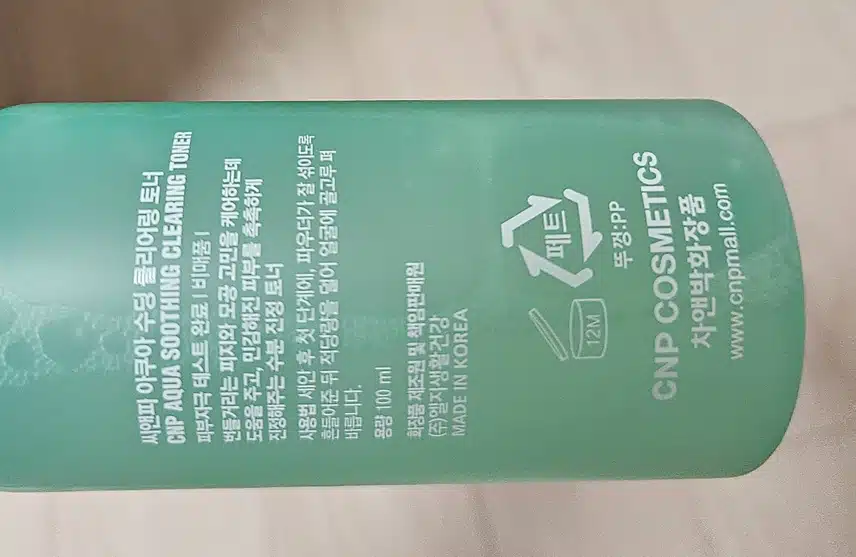 씨앤피 아쿠아 수딩 클리어링 토너
CNP AQUA SOOTHING CLEARING TONER
피부자극 테스트 완료 | 비매품 |
번들거리는 피지와 모공 고민을 케어하는데
도움을 주고, 민감해진 피부를 촉촉하게
진정해주는 수분 진정 토너
사용법 세안 후 첫 단계에, 파우더가 잘 섞이도록
흔들어준 뒤 적당량을 덜어 얼굴에 골고루 펴
바릅니다.
용량 100 ml
화장품 제조원 및 책임판매원
(주)엘지생활건강
MADE IN KOREA
페트
뚜껑:PP
12M
CNP COSMETICS
차앤박화장품
www.cnpmall.com